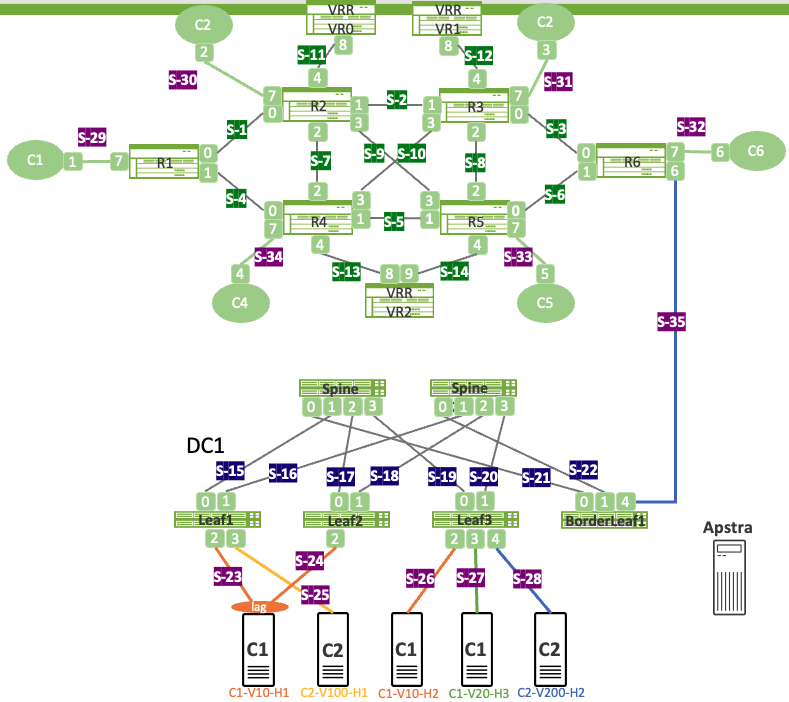 VRR VRR
C2 VR0 VR1 C2
2 8 8 3
S-11 S-12
S-30 4 4 S-31
7 R2 1 S-2 1 R3 7
0 3 3 0
S-29 S-1 2 2 S-3 S-32
C1 1 7 R1 0 S-7 S-9 S-10 S-8 0 R6 7 6 C6
1 1 6
S-4 2 2 S-6
0 R4 3 3 R5 0
7 1 S-5 1 7
S-34 4 4 S-33
4 S-13 8 9 S-14 5
C4 VRR C5
VR2
S-35
Spine Spine
0 1 2 3 0 1 2 3
DC1
S-15 S-16 S-17 S-18 S-19 S-20 S-21 S-22
0 1 0 1 0 1 0 1 4
Leaf1 Leaf2 Leaf3 BorderLeaf1
Apstra
2 3 2 2 3 4
S-24
S-23 S-26 S-27 S-28
S-25
lag
C1 C2 C1 C1 C2
C1-V10-H1 C2-V100-H1 C1-V10-H2 C1-V20-H3 C2-V200-H2